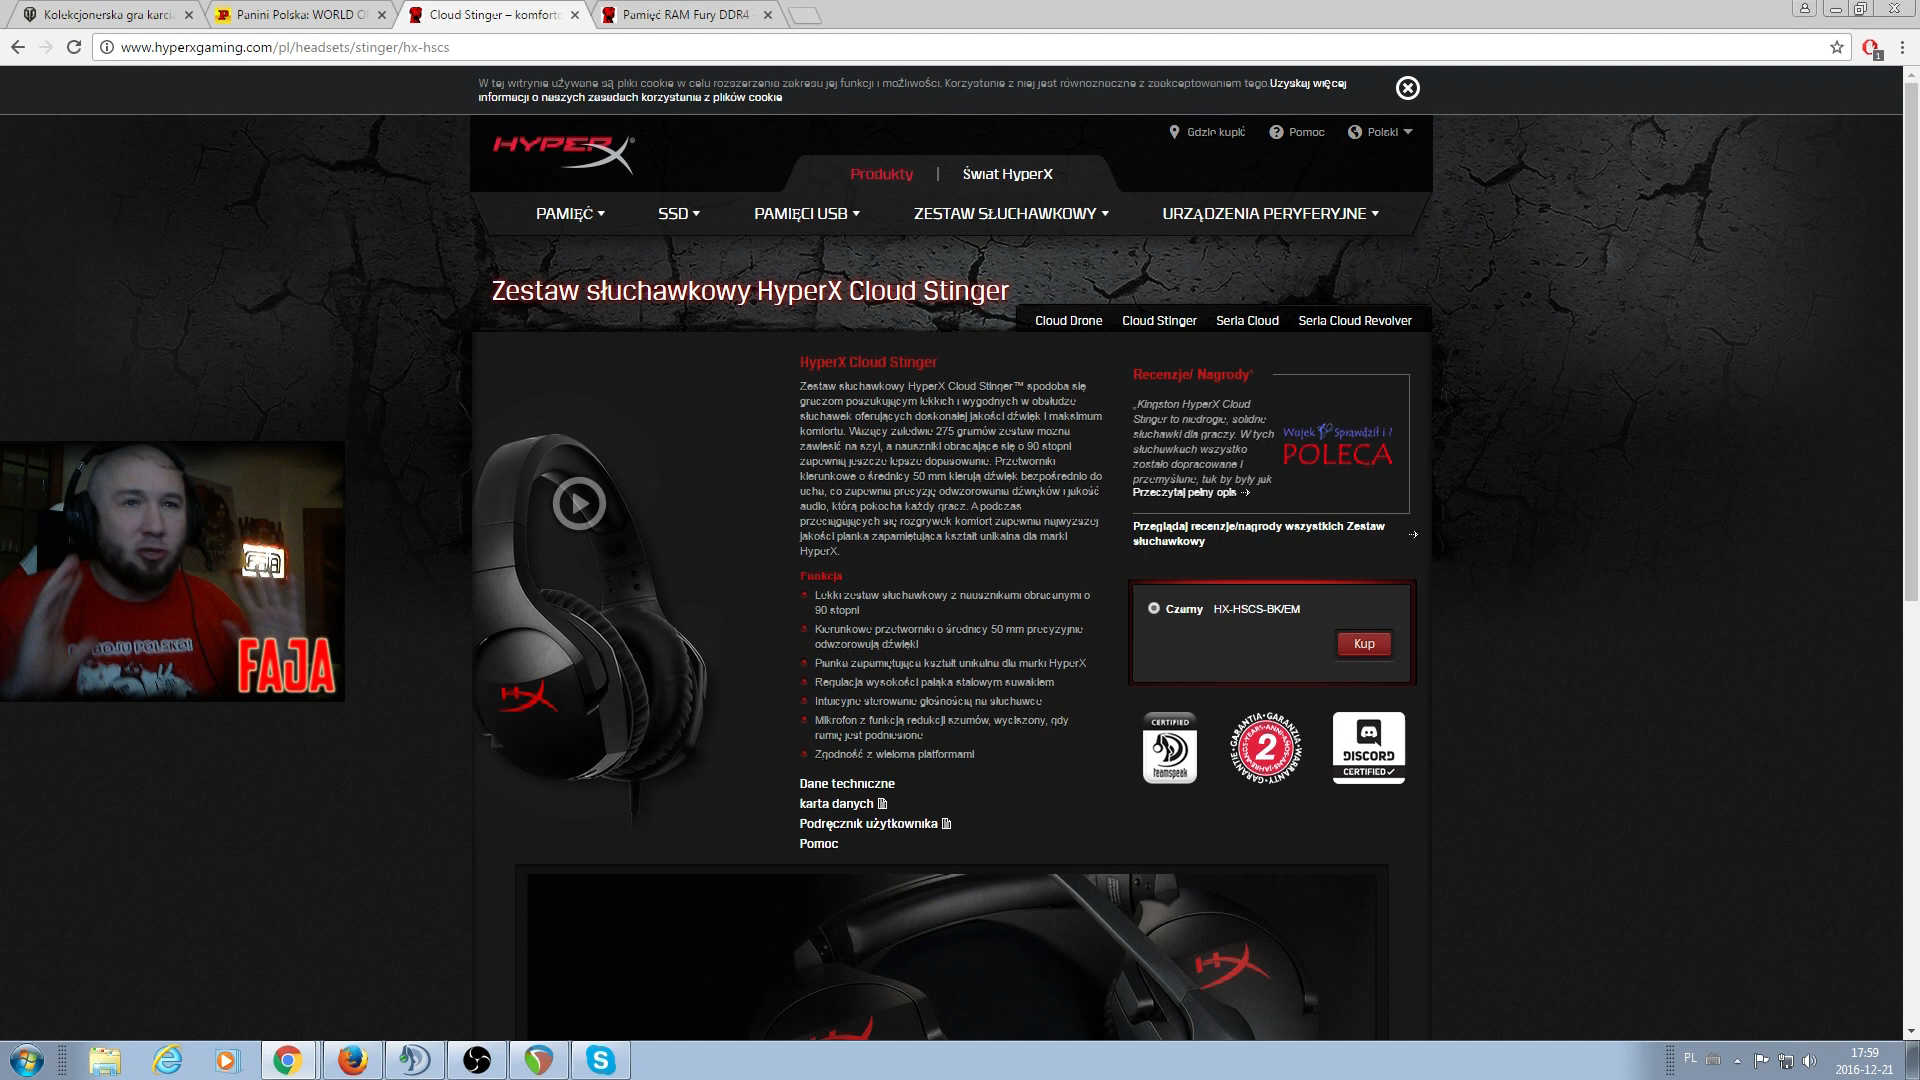 Kolekcjonerska gra karci
Panini Polska: WORLD O
Cloud Stinger – komforto
Pamięć RAM Fury DDR4
www.hyperxgaming.com/pl/headsets/stinger/hx-hscs
1
W tej witrynie używane są pliki cookie w celu rozszerzenia zakresu jej funkcji i możliwości. Korzystanie z niej jest równoznaczne z zaakceptowaniem tego.Uzyskaj więcej
informacji o naszych zasadach korzystania z plików cookie
HYPERX®
Gdzie kupić
Pomoc
Polski
Produkty | Świat HyperX
PAMIĘĆ
SSD
PAMIĘCI USB
ZESTAW SŁUCHAWKOWY
URZĄDZENIA PERYFERYJNE
Zestaw słuchawkowy HyperX Cloud Stinger
Cloud Drone
Cloud Stinger
Seria Cloud
Seria Cloud Revolver
HyperX Cloud Stinger
Zestaw słuchawkowy HyperX Cloud Stinger™ spodoba się
graczom poszukującym lekkich i wygodnych w obsłudze
słuchawek oferujących doskonałej jakości dźwięk i maksimum
komfortu. Ważący zaledwie 275 gramów zestaw można
zawiesić na szyi, a nauszniki obracające się o 90 stopni
zapewnią jeszcze lepsze dopasowanie. Przetworniki
kierunkowe o średnicy 50 mm kierują dźwięk bezpośrednio do
ucha, co zapewnia precyzję odwzorowania dźwięków i jakość
audio, którą pokocha każdy gracz. A podczas
przeciągających się rozgrywek komfort zapewnia najwyższej
jakości pianka zapamiętująca kształt unikalna dla marki
HyperX.
Funkcja
Lekki zestaw słuchawkowy z nausznikami obracanymi o
90 stopni
Kierunkowe przetworniki o średnicy 50 mm precyzyjnie
odwzorowują dźwięki
Pianka zapamiętująca kształt unikalna dla marki HyperX
Regulacja wysokości pałąka stalowym suwakiem
Intuicyjne sterowanie głośnością na słuchawce
Mikrofon z funkcją redukcji szumów, wyciszony, gdy
ramię jest podniesione
Zgodność z wieloma platformami
Dane techniczne
karta danych
Podręcznik użytkownika
Pomoc
Recenzje/ Nagrody*
„Kingston HyperX Cloud
Stinger to niedrogie, solidne
słuchawki dla graczy. W tych
słuchawkach wszystko
zostało dopracowane i
przemyślane, tak by były jak
Przeczytaj pełny opis
Wujek Sprawdził i ?
POLECA
Przeglądaj recenzje/nagrody wszystkich Zestaw
słuchawkowy
Czarny HX-HSCS-BK/EM
Kup
CERTIFIED
teamspeak
2
DISCORD
CERTIFIED
HX
HX
faja
BOJU POLSKO!
FAJA
PL
17:59
2016-12-21